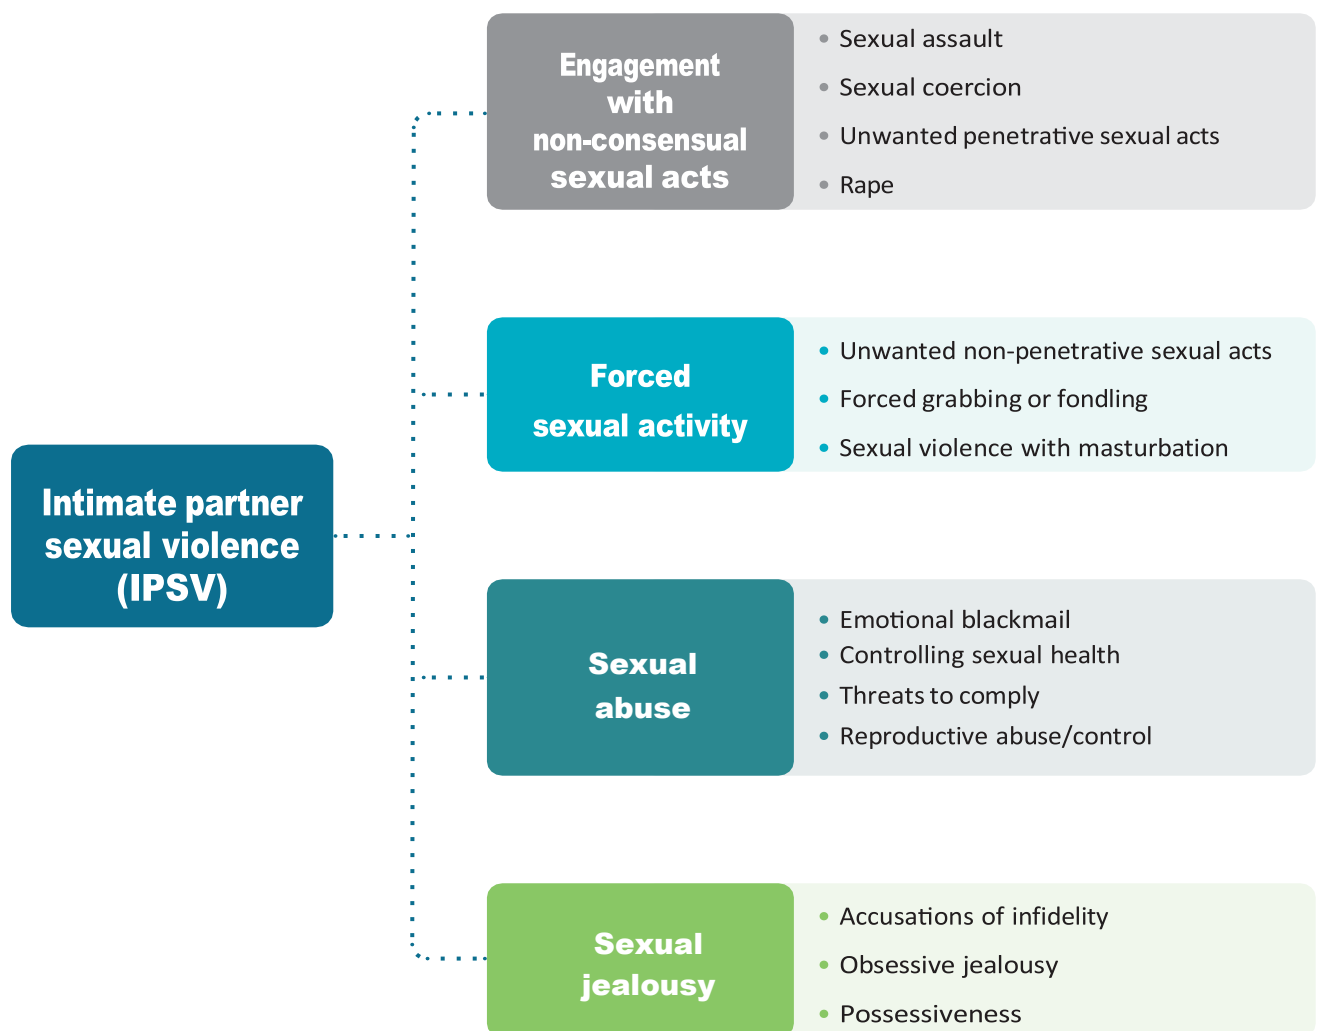 Engagement
with
non-consensual
sexual acts
• Sexual assault
• Sexual coercion
• Unwanted penetrative sexual acts
• Rape
Forced
sexual activity
• Unwanted non-penetrative sexual acts
• Forced grabbing or fondling
• Sexual violence with masturbation
Intimate partner
sexual violence
(IPSV)
Sexual
abuse
• Emotional blackmail
• Controlling sexual health
• Threats to comply
• Reproductive abuse/control
Sexual
jealousy
• Accusations of infidelity
• Obsessive jealousy
• Possessiveness